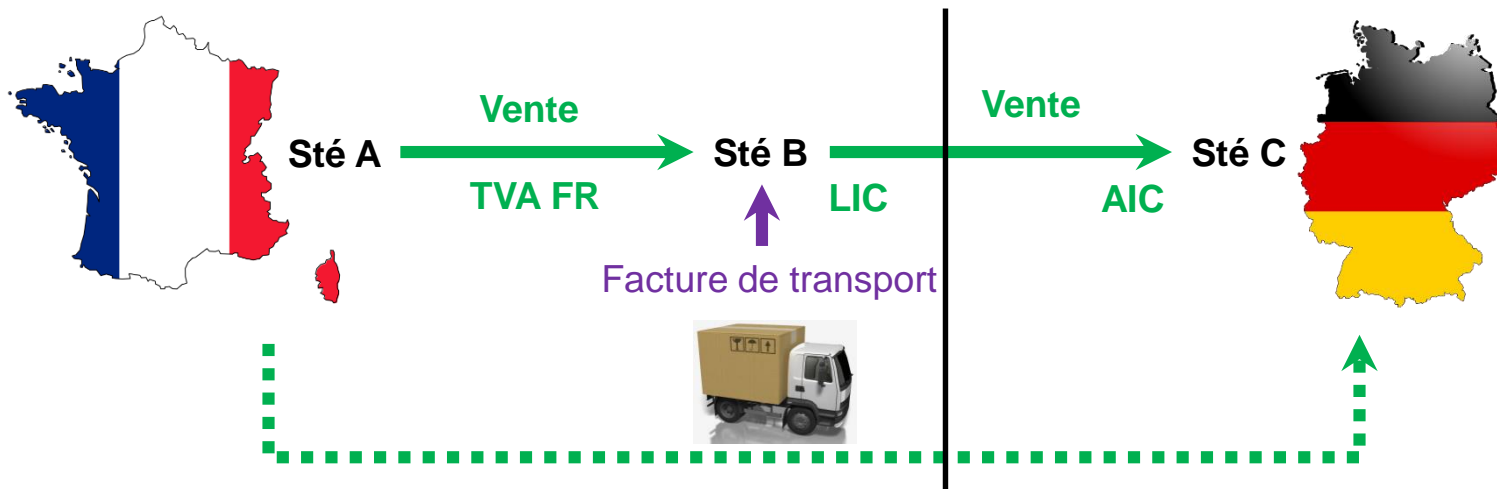 Vente
Vente
Sté A
Sté B
Sté C
TVA FR
LIC
AIC
Facture de transport